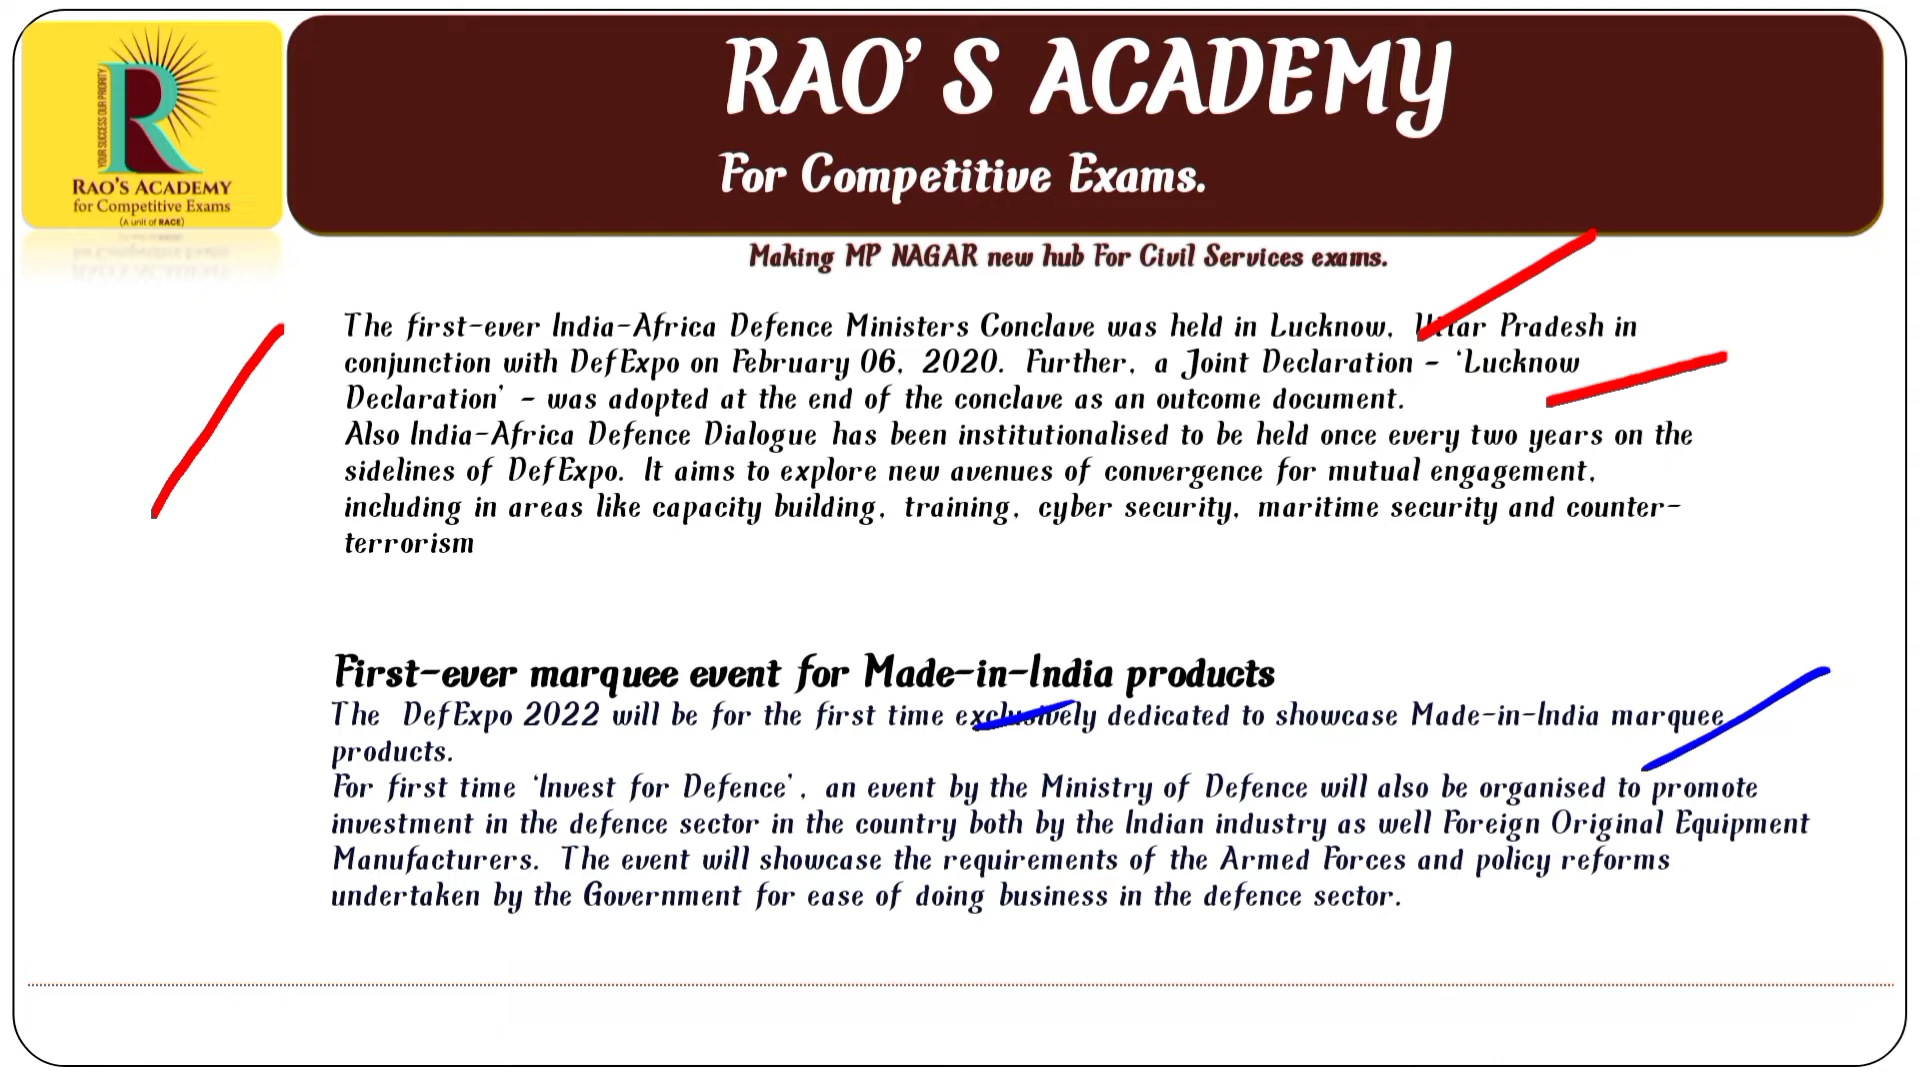 YOUR SUCCESS OUR PRIORITY
R
RAO'S ACADEMY
for Competitive Exams
(A unit of RACE)
RAO'S ACADEMY
For Competitive Exams.
Making MP NAGAR new hub For Civil Services exams.
The first-ever India-Africa Defence Ministers Conclave was held in Lucknow, Uttar Pradesh in
conjunction with DefExpo on February 06, 2020. Further, a Joint Declaration - 'Lucknow
Declaration' - was adopted at the end of the conclave as an outcome document.
Also India-Africa Defence Dialogue has been institutionalised to be held once every two years on the
sidelines of DefExpo. It aims to explore new avenues of convergence for mutual engagement,
including in areas like capacity building, training, cyber security, maritime security and counter-
terrorism
First-ever marquee event for Made-in-India products
The DefExpo 2022 will be for the first time exclusively dedicated to showcase Made-in-India marquee
products.
For first time 'Invest for Defence', an event by the Ministry of Defence will also be organised to promote
investment in the defence sector in the country both by the Indian industry as well Foreign Original Equipment
Manufacturers. The event will showcase the requirements of the Armed Forces and policy reforms
undertaken by the Government for ease of doing business in the defence sector.